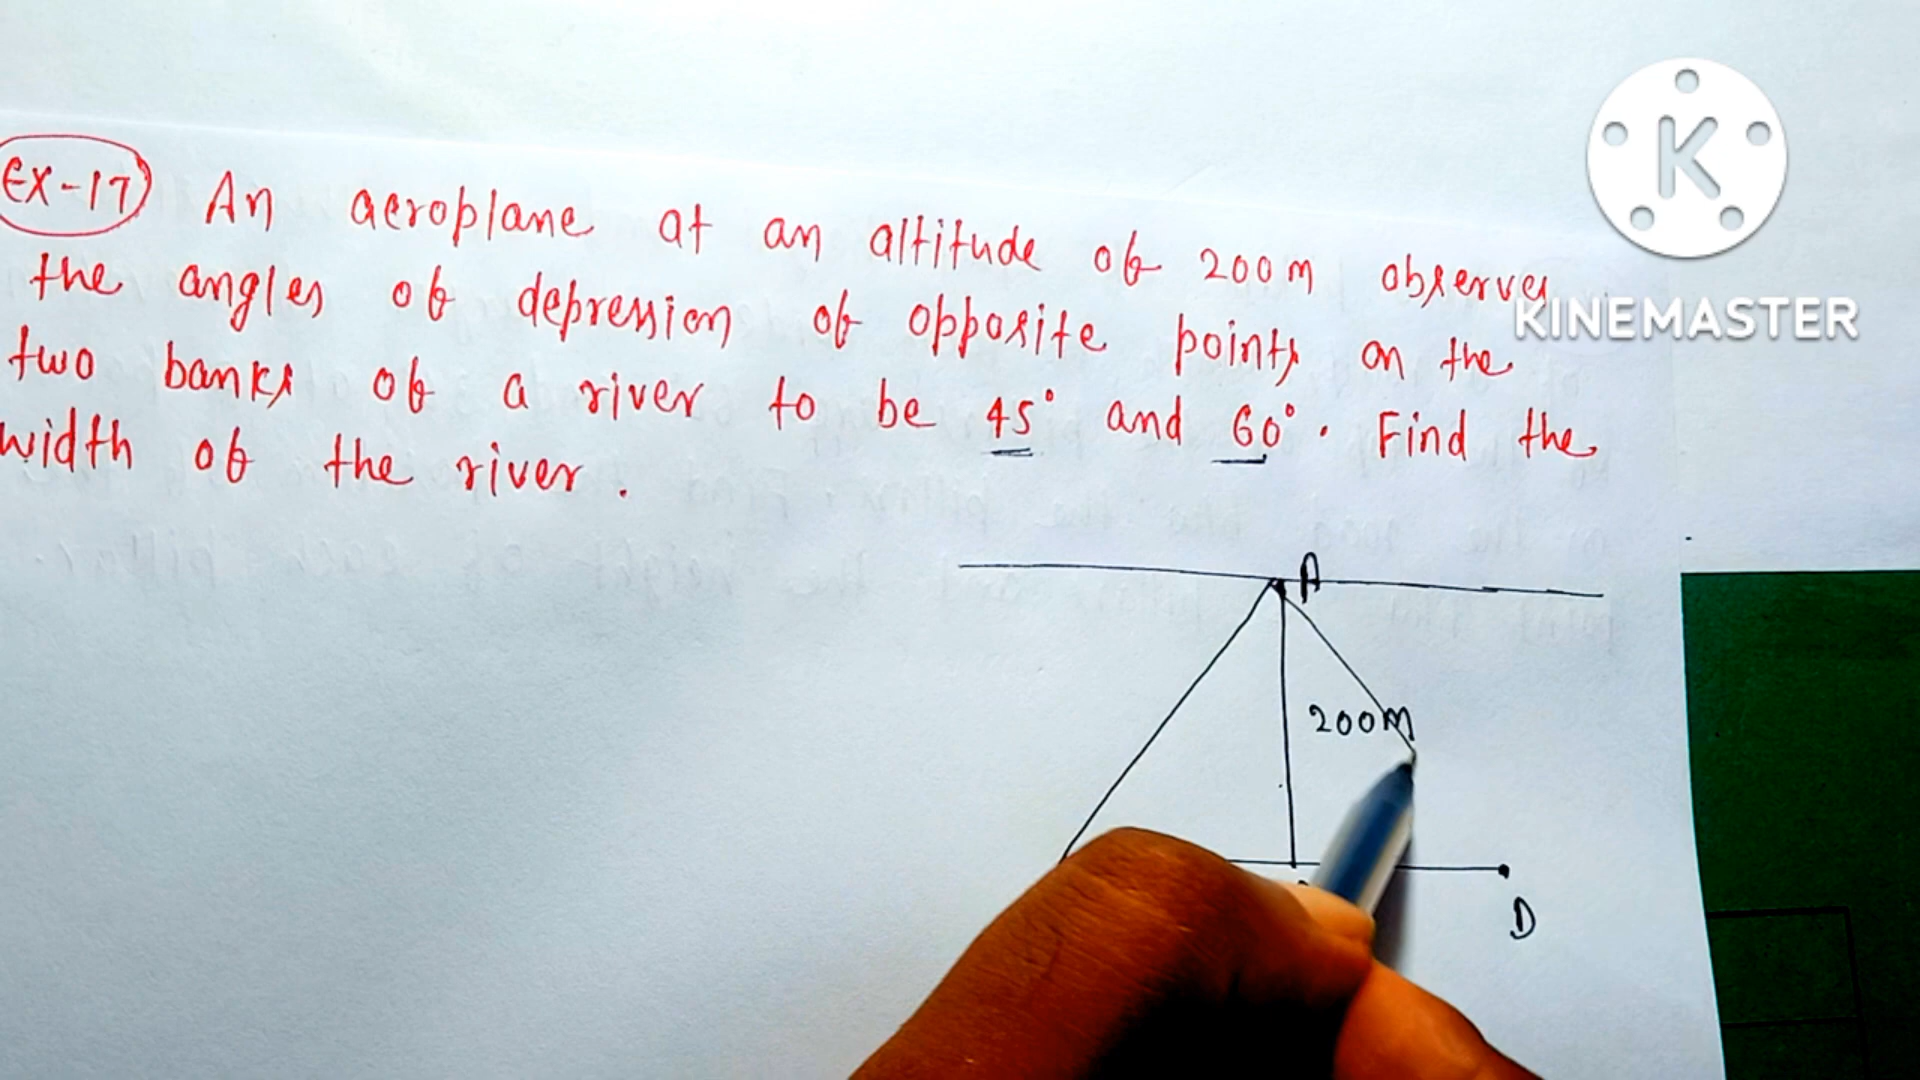 Ex-17 An aeroplane at an altitude of 200m observes
the angles of depression of opposite points on the
two banks of a river to be 45° and 60°. Find the
width of the river.
K
KINEMASTER
A
200m
D